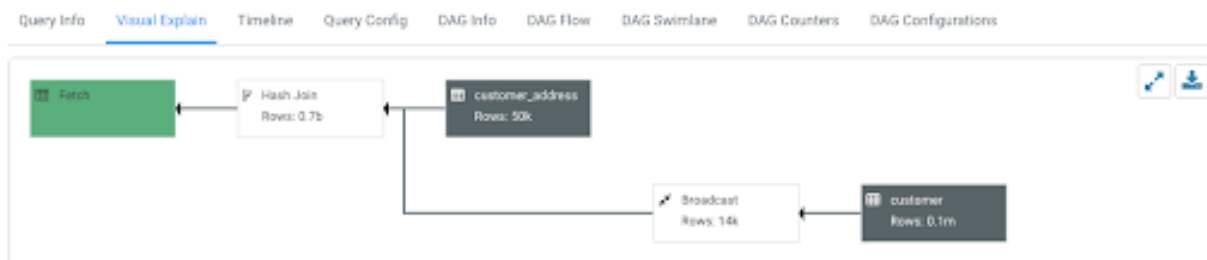 Query Info Visual Explain Timeline Query Config DAG Info DAG Flow DAG Swimlane DAG Counters DAG Configurations
Fetch
Hash Join
Rows: 0.7b
customer_address
Rows: 50k
Broadcast
Rows: 14k
customer
Rows: 0.1m